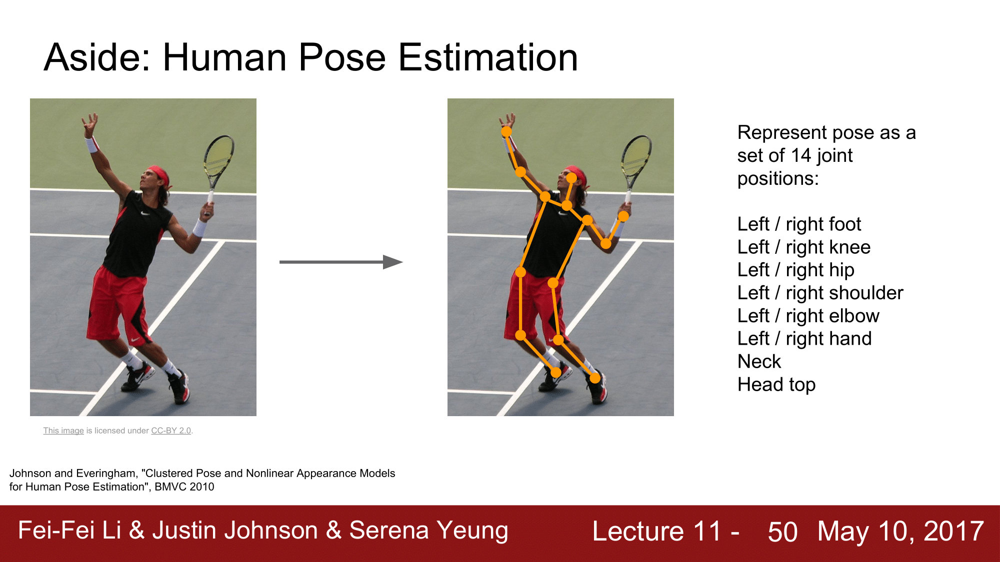 Aside: Human Pose Estimation
Represent pose as a
set of 14 joint
positions:
Left / right foot
Left / right knee
Left / right hip
Left / right shoulder
Left / right elbow
Left / right hand
Neck
Head top
This image is licensed under CC-BY 2.0.
Johnson and Everingham, "Clustered Pose and Nonlinear Appearance Models
for Human Pose Estimation", BMVC 2010
Fei-Fei Li & Justin Johnson & Serena Yeung Lecture 11 - 50 May 10, 2017